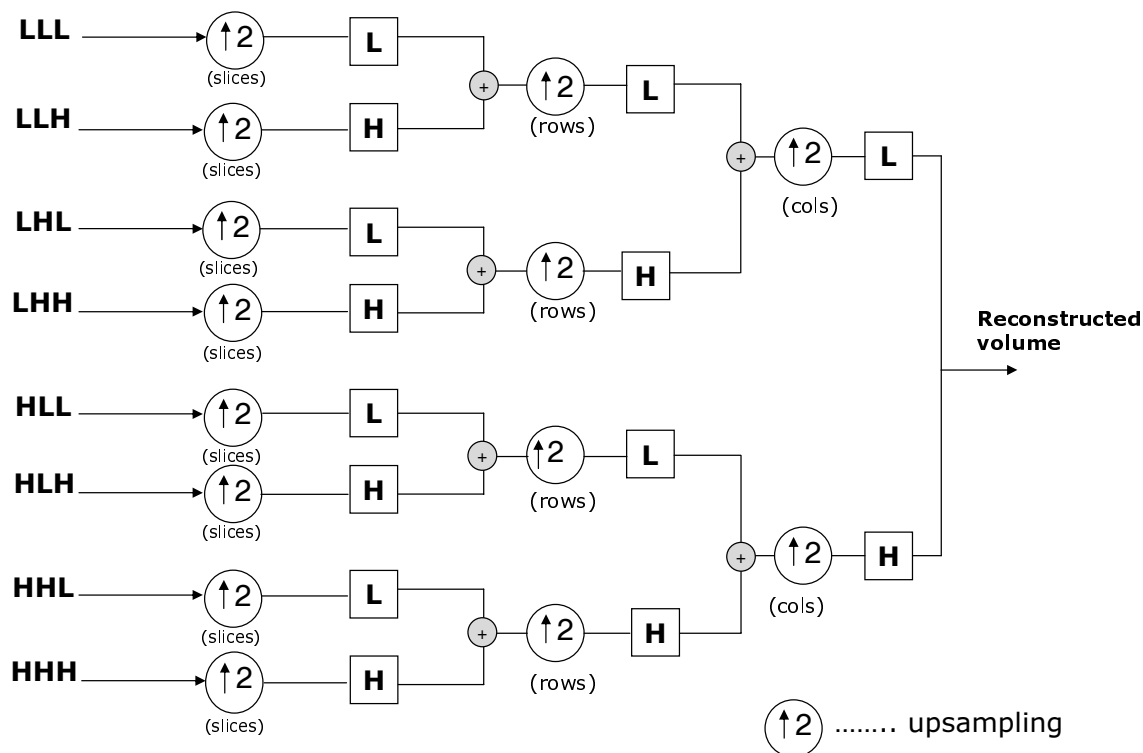 LLL
↑2
(slices)
L
LLH
↑2
(slices)
H
+
↑2
(rows)
L
LHL
↑2
(slices)
L
LHH
↑2
(slices)
H
+
↑2
(rows)
H
+
↑2
(cols)
L
HLL
↑2
(slices)
L
HLH
↑2
(slices)
H
+
↑2
(rows)
L
HHL
↑2
(slices)
L
HHH
↑2
(slices)
H
+
↑2
(rows)
H
+
↑2
(cols)
H
Reconstructed
volume
↑2 ........ upsampling